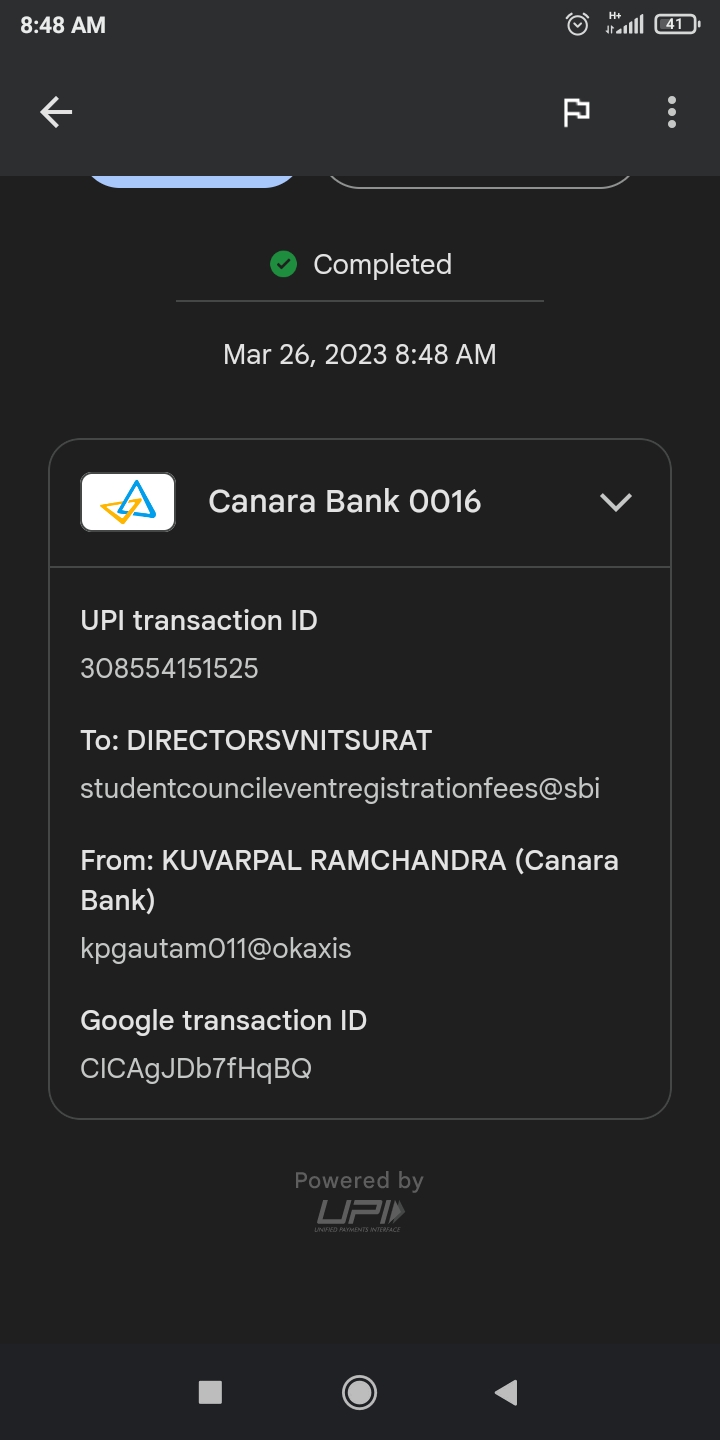 8:48 AM
H+
41
Completed
Mar 26, 2023 8:48 AM
Canara Bank 0016
UPI transaction ID
308554151525
To: DIRECTORSVNITSURAT
studentcouncileventregistrationfees@sbi
From: KUVARPAL RAMCHANDRA (Canara
Bank)
kpgautam011@okaxis
Google transaction ID
CICAgJDb7fHqBQ
Powered by
UPI
UNIFIED PAYMENTS INTERFACE